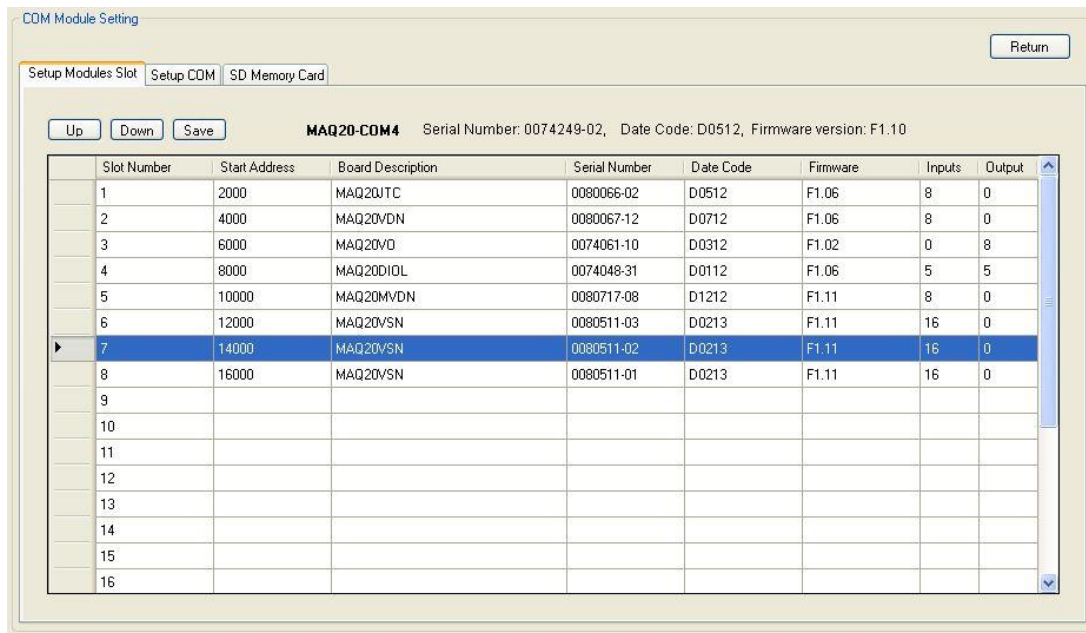 COM Module Setting
Return
Setup Modules Slot Setup COM SD Memory Card
Up Down Save MAQ20-COM4 Serial Number: 0074249-02, Date Code: D0512, Firmware version: F1.10
Slot Number Start Address Board Description Serial Number Date Code Firmware Inputs Output
1 2000 MAQ20JTC 0080066-02 D0512 F1.06 8 0
2 4000 MAQ20VDN 0080067-12 D0712 F1.06 8 0
3 6000 MAQ20VO 0074061-10 D0312 F1.02 0 8
4 8000 MAQ20DIOL 0074048-31 D0112 F1.06 5 5
5 10000 MAQ20MVDN 0080717-08 D1212 F1.11 8 0
6 12000 MAQ20VSN 0080511-03 D0213 F1.11 16 0
7 14000 MAQ20VSN 0080511-02 D0213 F1.11 16 0
8 16000 MAQ20VSN 0080511-01 D0213 F1.11 16 0
9
10
11
12
13
14
15
16